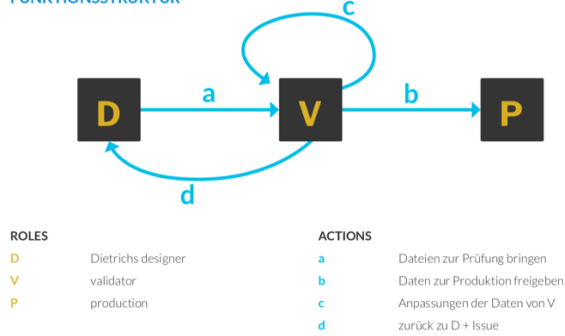 FUNKTIONSSTRUKTUR
c
a
b
D
V
P
d
ROLES
D Dietrichs designer
V validator
P production
ACTIONS
a Dateien zur Prüfung bringen
b Daten zur Produktion freigeben
c Anpassungen der Daten von V
d zurück zu D + Issue